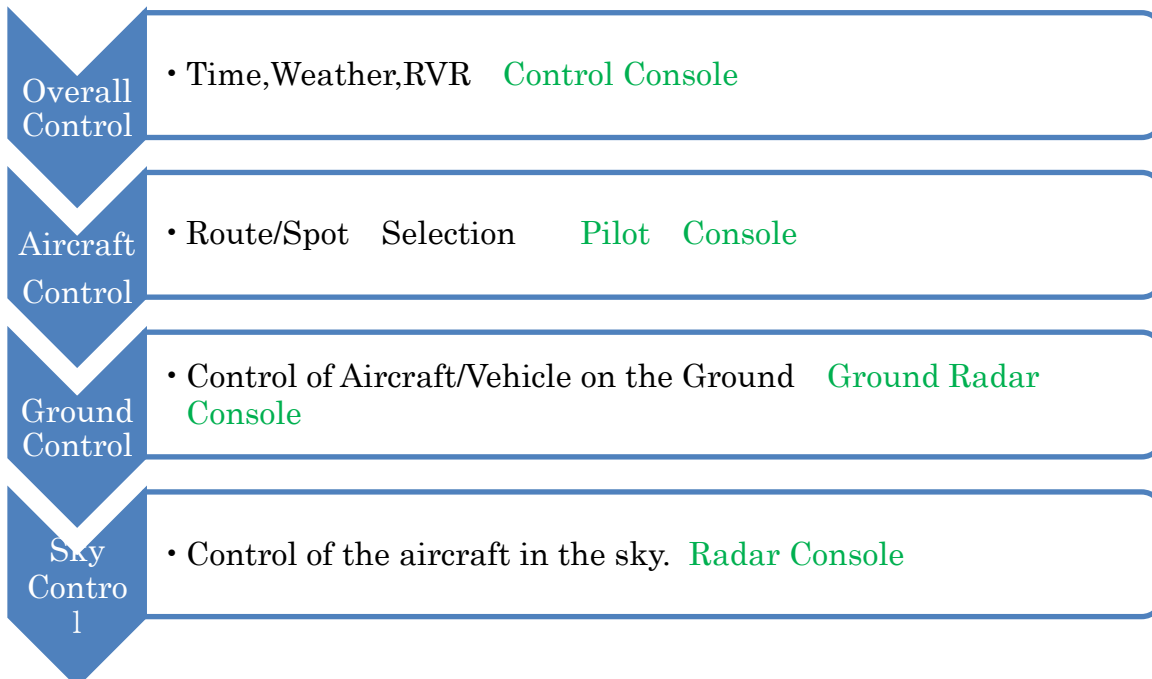 Overall
Control
・Time,Weather,RVR Control Console
Aircraft
Control
・Route/Spot Selection Pilot Console
Ground
Control
・Control of Aircraft/Vehicle on the Ground Ground Radar
Console
Sky
Contro
l
・Control of the aircraft in the sky. Radar Console